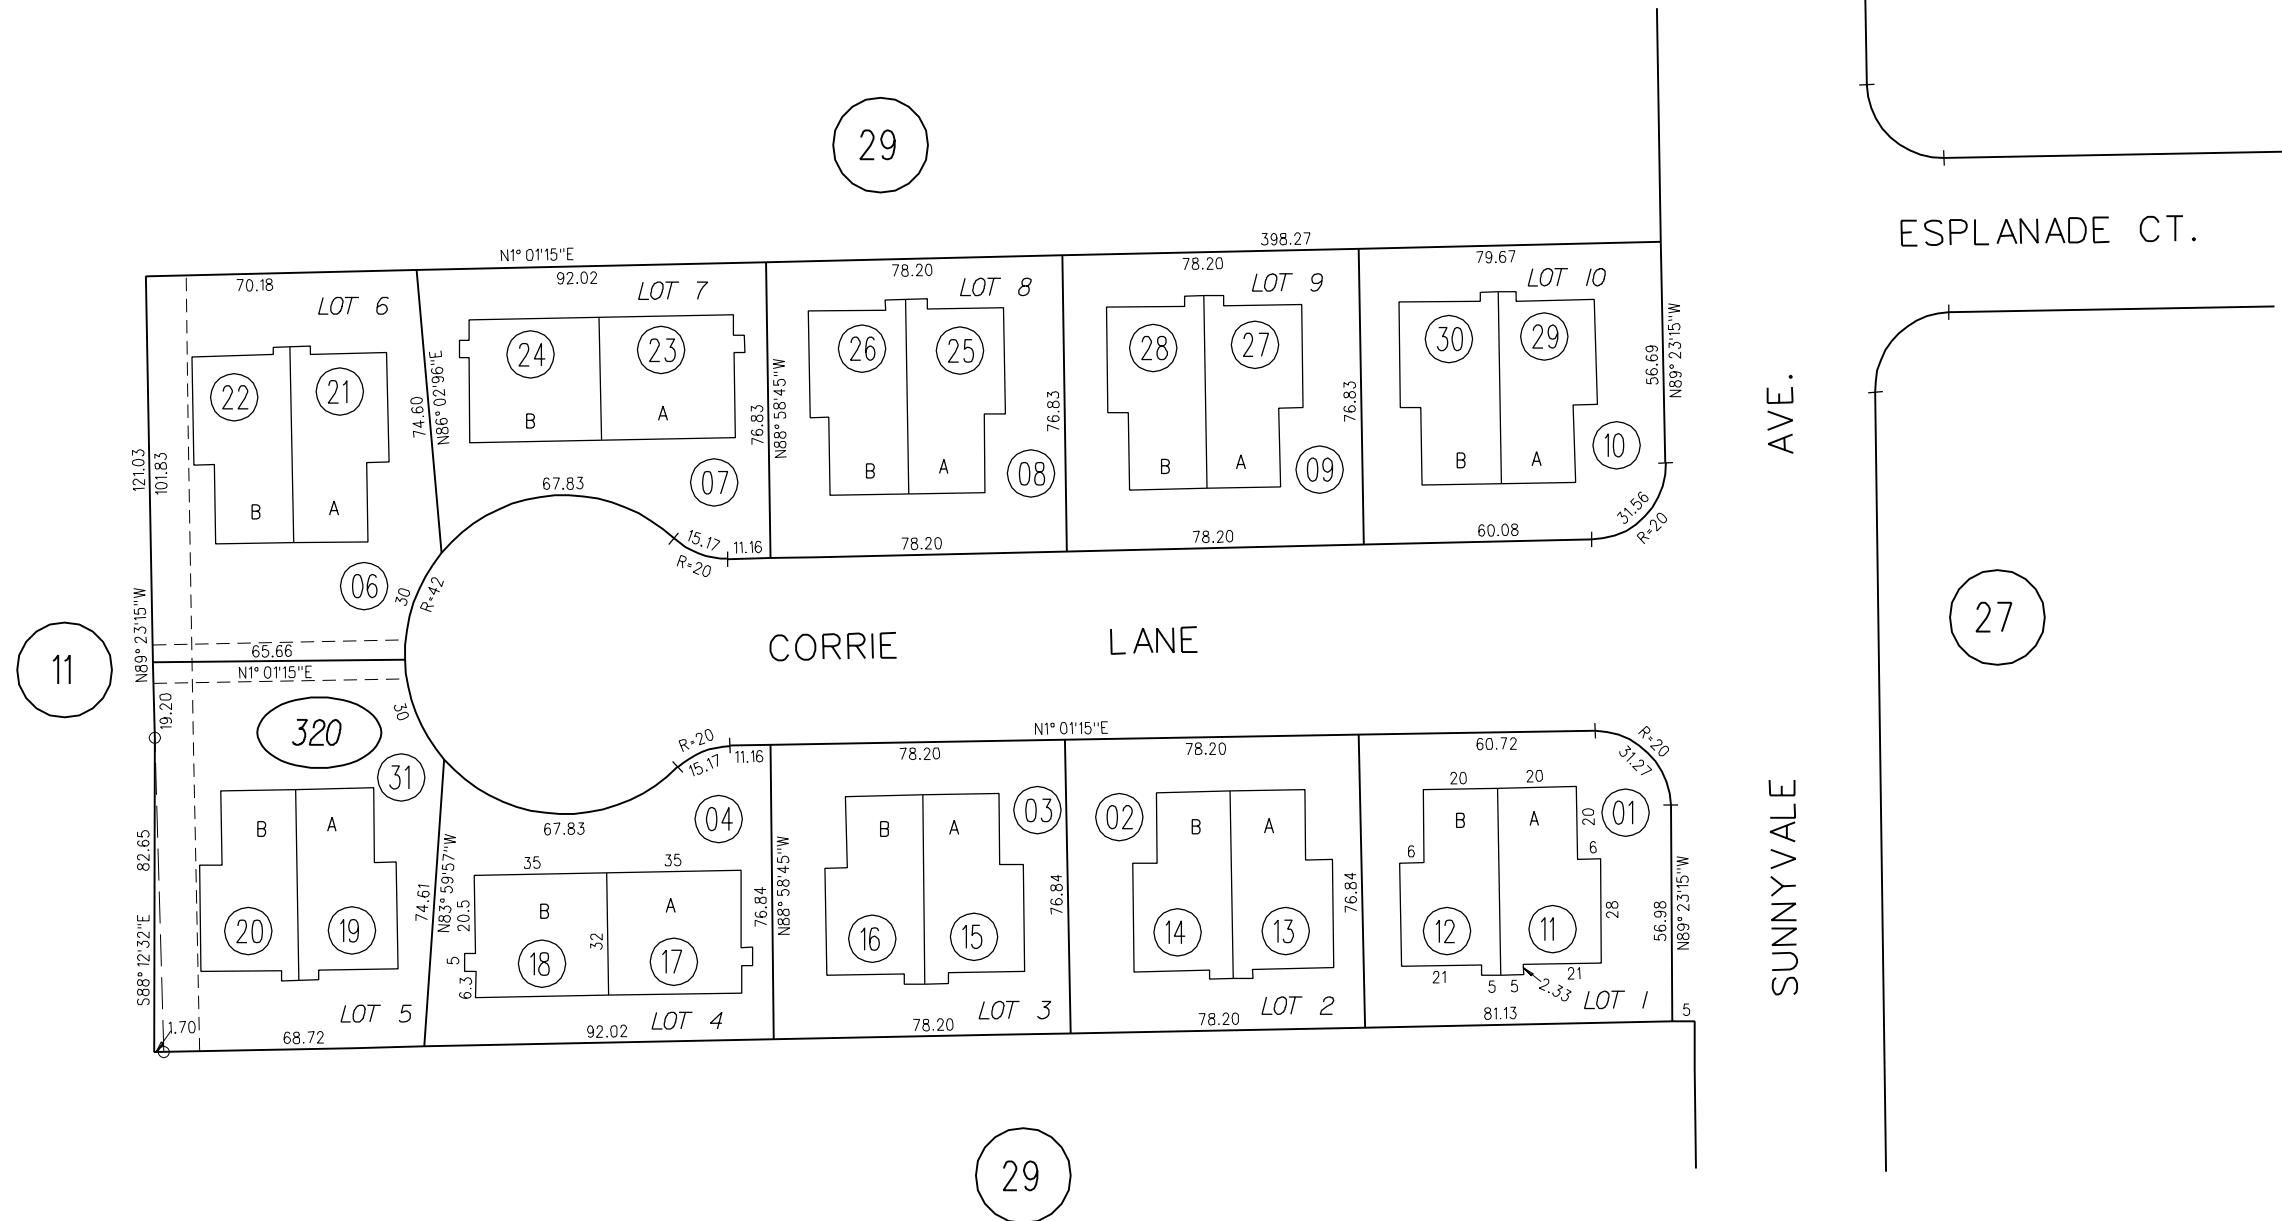 29
ESPLANADE CT.
N1° 01'15"E
398.27
70.18
LOT 6
92.02
LOT 7
78.20
LOT 8
78.20
LOT 9
79.67
LOT 10
22
21
B
A
24
23
B
A
26
25
B
A
28
27
B
A
30
29
B
A
121.03
101.83
74.60
N86° 02'96"E
76.83
N88° 58'45"W
76.83
76.83
56.69
N89° 23'15"W
07
08
09
10
67.83
15.17
R=20
11.16
78.20
78.20
60.08
31.56
R=20
AVE.
06
30
R=42
N89° 23'15"W
65.66
N1° 01'15"E
11
CORRIE LANE
27
19.20
320
30
31
R=20
15.17
11.16
N1° 01'15"E
78.20
78.20
60.72
R=20
31.27
67.83
04
03
02
01
82.65
S88° 12'32"E
1.70
B
A
20
19
LOT 5
68.72
74.61
N83° 59'57"W
35
35
20.5
5
6.3
B
A
32
18
17
LOT 4
92.02
76.84
N88° 58'45"W
B
A
16
15
LOT 3
78.20
76.84
B
A
14
13
LOT 2
78.20
76.84
20
20
B
A
20
6
6
12
11
28
21
5
5
2.33
21
LOT 1
81.13
5
56.98
N89° 23'15"W
SUNNYVALE
29